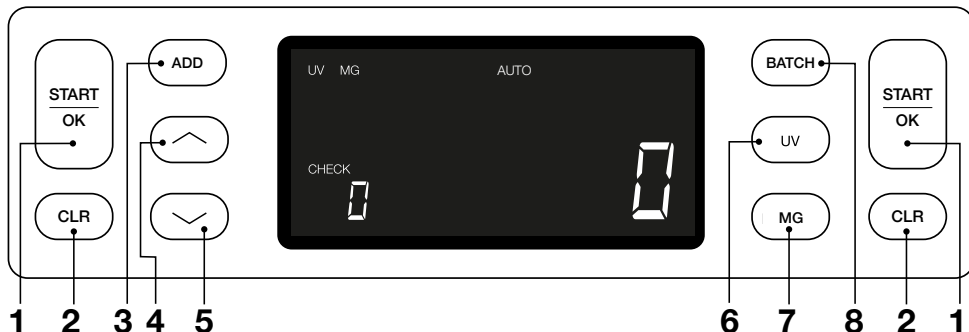 START
OK
ADD
CLR
UV MG AUTO
CHECK
0
0
BATCH
UV
MG
START
OK
CLR
1 2 3 4 5 6 7 8 2 1